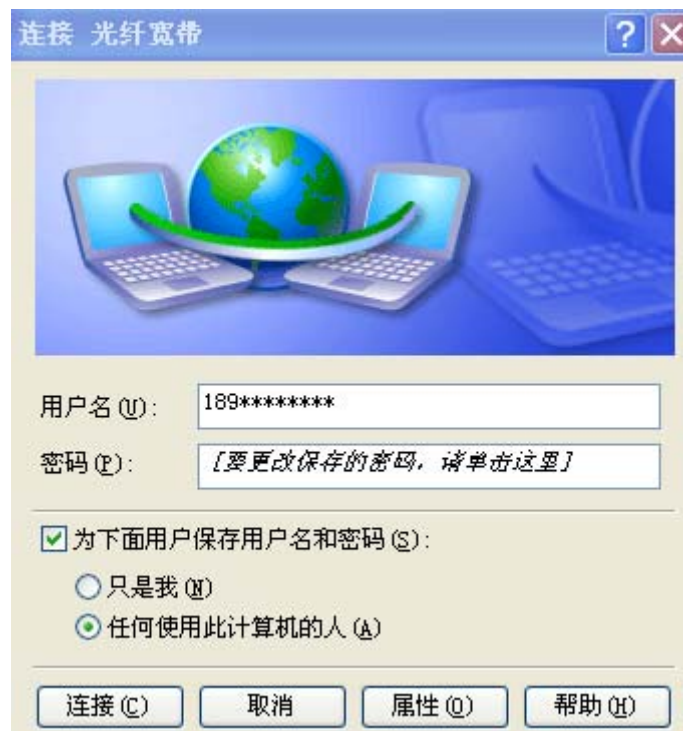 连接 光纤宽带
用户名(U):
189********
密码(P):
[要更改保存的密码，请单击这里]
为下面用户保存用户名和密码(S):
只是我(N)
任何使用此计算机的人(A)
连接(C) 取消 属性(O) 帮助(H)